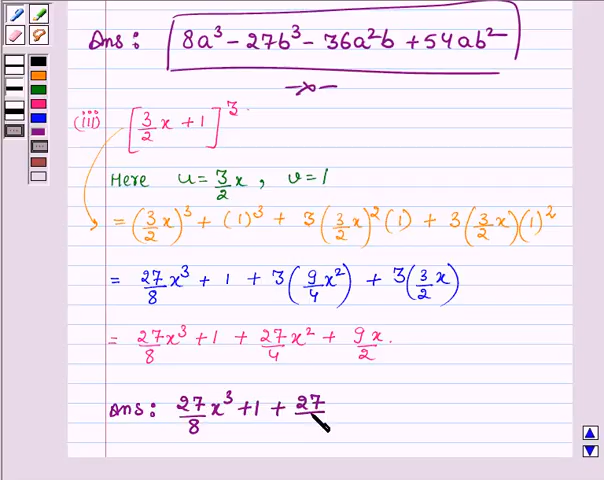 Ans : 8a³ - 27b³ - 36a²b + 54ab²
(iii) [3/2 x + 1]³
Here u = 3/2 x , v = 1
= (3/2 x)³ + (1)³ + 3(3/2 x)² (1) + 3(3/2 x)(1)²
= 27/8 x³ + 1 + 3(9/4 x²) + 3(3/2 x)
= 27/8 x³ + 1 + 27/4 x² + 9x/2 .
Ans : 27/8 x³ + 1 + 27/